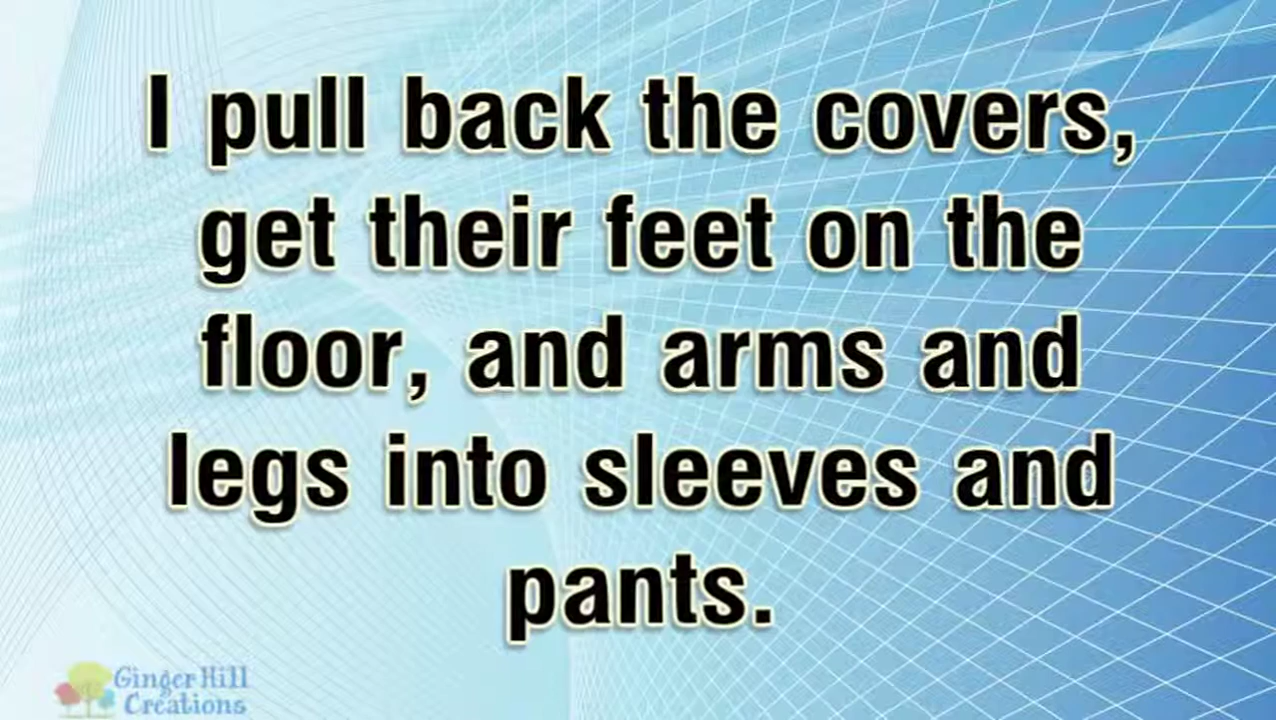 I pull back the covers,
get their feet on the
floor, and arms and
legs into sleeves and
pants.
Ginger Hill
Creations